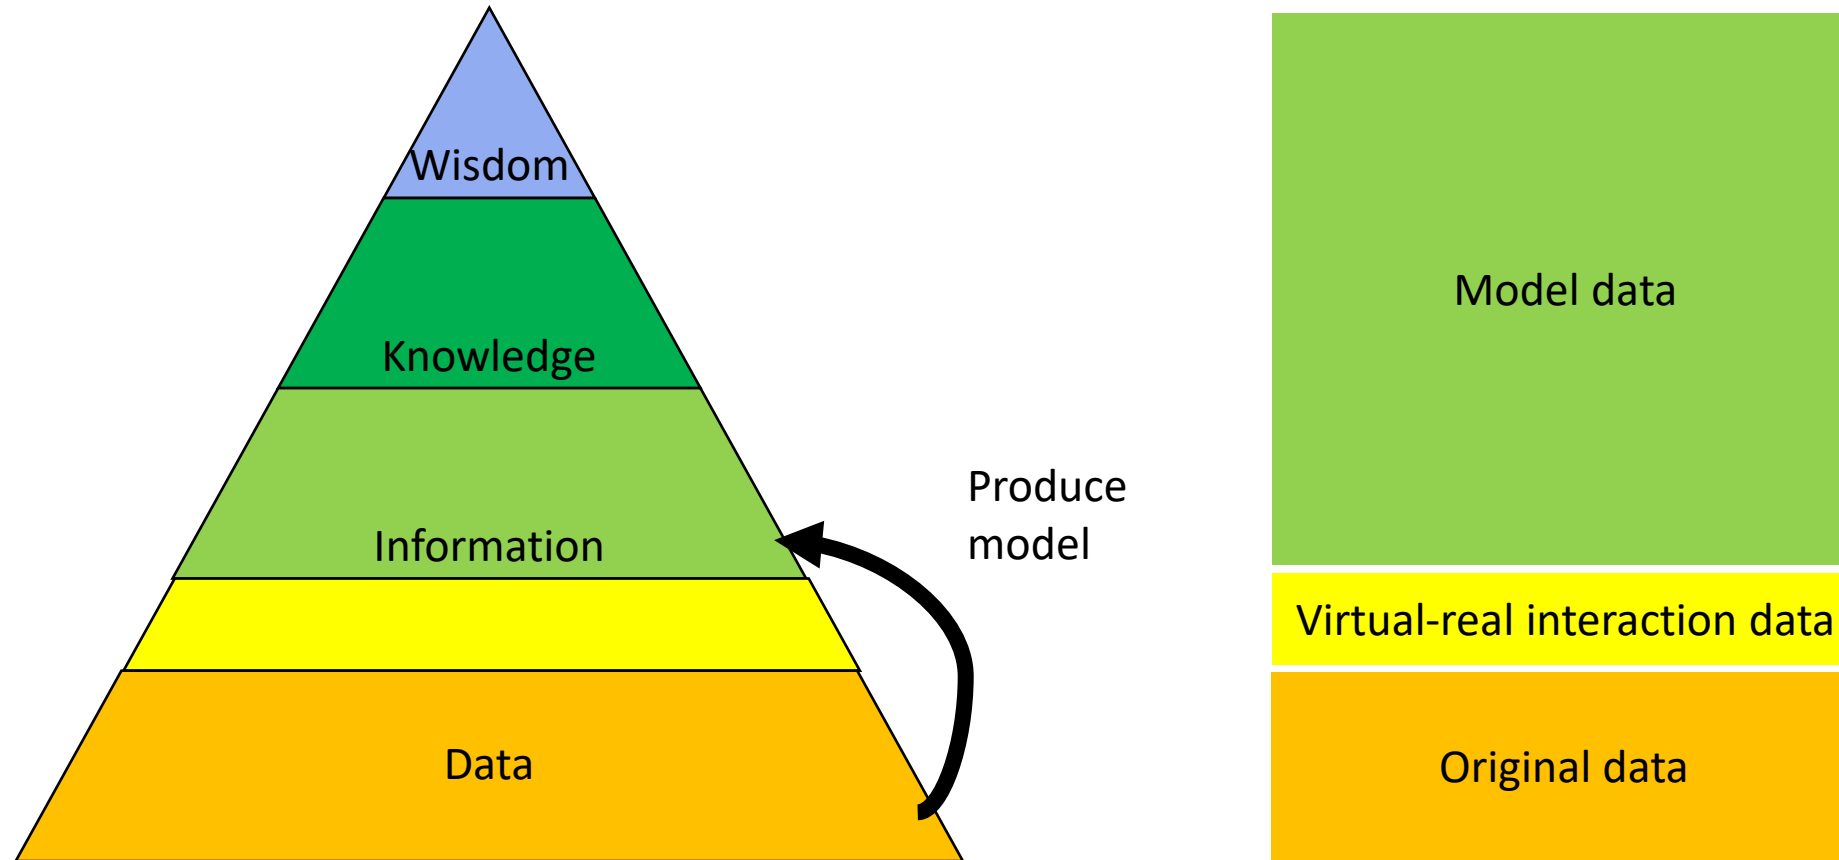 Wisdom
Knowledge
Information
Data
Produce
model
Model data
Virtual-real interaction data
Original data